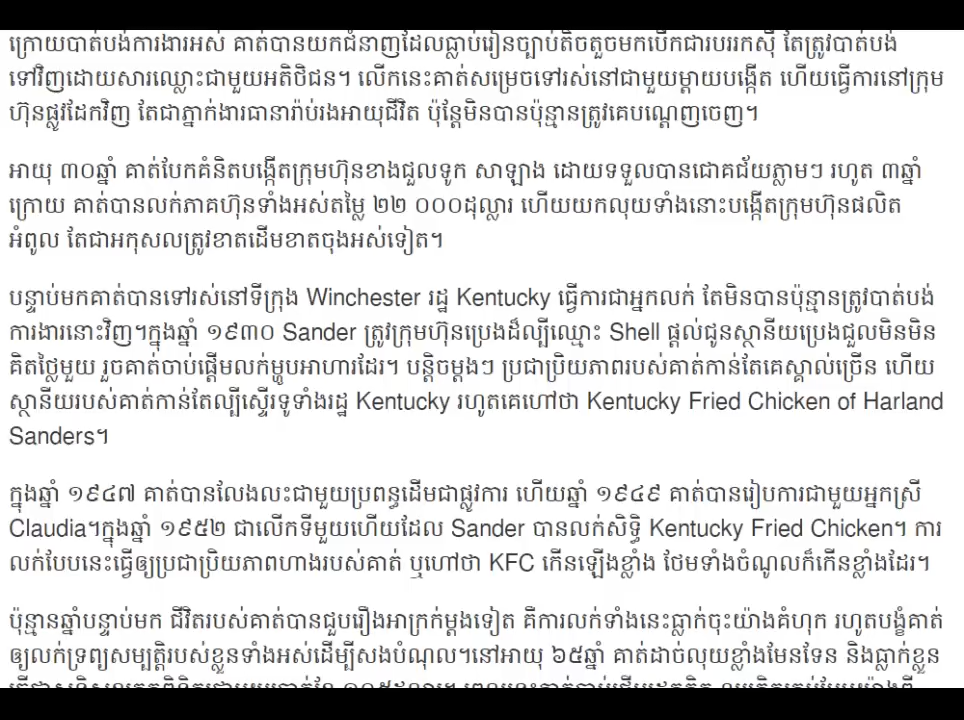 ក្រោយបាត់បង់ការងារអស់ គាត់បានយកជំនាញដែលធ្លាប់រៀនច្បាប់តិចតួចមកបើកជារបររកស៊ី តែត្រូវបាត់បង់
ទៅវិញដោយសារឈ្លោះជាមួយអតិថិជន។ លើកនេះគាត់សម្រេចទៅរស់នៅជាមួយម្តាយបង្កើត ហើយធ្វើការនៅក្រុម
ហ៊ុនផ្លូវដែកវិញ តែជាភ្នាក់ងារធានារ៉ាប់រងអាយុជីវិត ប៉ុន្តែមិនបានប៉ុន្មានត្រូវគេបណ្តេញចេញ។
អាយុ ៣០ឆ្នាំ គាត់បែកគំនិតបង្កើតក្រុមហ៊ុនខាងជួលទូក សាឡាង ដោយទទួលបានជោគជ័យភ្លាមៗ រហូត ៣ឆ្នាំ
ក្រោយ គាត់បានលក់ភាគហ៊ុនទាំងអស់តម្លៃ ២២ ០០០ដុល្លារ ហើយយកលុយទាំងនោះបង្កើតក្រុមហ៊ុនផលិត
អំពូល តែជាអកុសលត្រូវខាតដើមខាតចុងអស់ទៀត។
បន្ទាប់មកគាត់បានទៅរស់នៅទីក្រុង Winchester រដ្ឋ Kentucky ធ្វើការជាអ្នកលក់ តែមិនបានប៉ុន្មានត្រូវបាត់បង់
ការងារនោះវិញ។ក្នុងឆ្នាំ ១៩៣០ Sander ត្រូវក្រុមហ៊ុនប្រេងដ៏ល្បីឈ្មោះ Shell ផ្តល់ជូនស្ថានីយប្រេងជួលមិនមិន
គិតថ្លៃមួយ រួចគាត់ចាប់ផ្តើមលក់ម្ហូបអាហារដែរ។ បន្តិចម្តងៗ ប្រជាប្រិយភាពរបស់គាត់កាន់តែគេស្គាល់ច្រើន ហើយ
ស្ថានីយរបស់គាត់កាន់តែល្បីស្ទើរទូទាំងរដ្ឋ Kentucky រហូតគេហៅថា Kentucky Fried Chicken of Harland
Sanders។
ក្នុងឆ្នាំ ១៩៤៧ គាត់បានលែងលះជាមួយប្រពន្ធដើមជាផ្លូវការ ហើយឆ្នាំ ១៩៤៩ គាត់បានរៀបការជាមួយអ្នកស្រី
Claudia។ក្នុងឆ្នាំ ១៩៥២ ជាលើកទីមួយហើយដែល Sander បានលក់សិទ្ធិ Kentucky Fried Chicken។ ការ
លក់បែបនេះធ្វើឲ្យប្រជាប្រិយភាពហាងរបស់គាត់ ឬហៅថា KFC កើនឡើងខ្លាំង ថែមទាំងចំណូលក៏កើនខ្លាំងដែរ។
ប៉ុន្មានឆ្នាំបន្ទាប់មក ជីវិតរបស់គាត់បានជួបរឿងអាក្រក់ម្តងទៀត គឺការលក់ទាំងនេះធ្លាក់ចុះយ៉ាងគំហុក រហូតបង្ខំគាត់
ឲ្យលក់ទ្រព្យសម្បត្តិរបស់ខ្លួនទាំងអស់ដើម្បីសងបំណុល។នៅអាយុ ៦៥ឆ្នាំ គាត់ដាច់លុយខ្លាំងមែនទែន និងធ្លាក់ខ្លួន